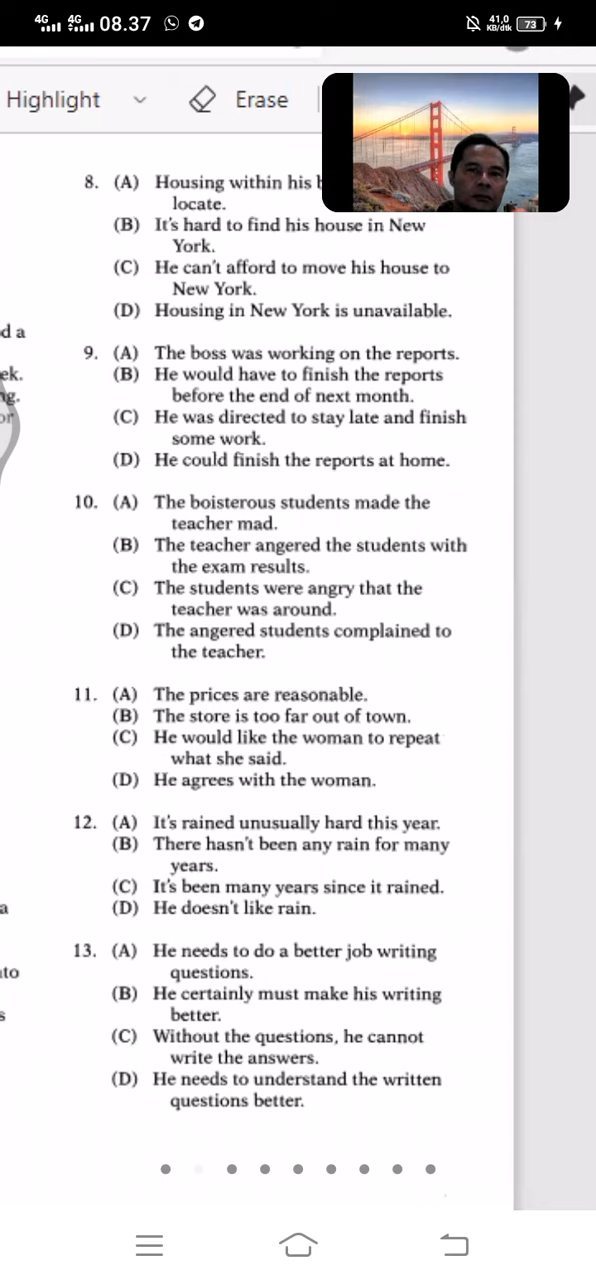 4G 4G 08.37 41,0 KB/dtk 73
Highlight Erase
8. (A) Housing within his
locate.
(B) It's hard to find his house in New
York.
(C) He can't afford to move his house to
New York.
(D) Housing in New York is unavailable.
d a
9. (A) The boss was working on the reports.
ek.
(B) He would have to finish the reports
ng.
before the end of next month.
or
(C) He was directed to stay late and finish
some work.
(D) He could finish the reports at home.
10. (A) The boisterous students made the
teacher mad.
(B) The teacher angered the students with
the exam results.
(C) The students were angry that the
teacher was around.
(D) The angered students complained to
the teacher.
11. (A) The prices are reasonable.
(B) The store is too far out of town.
(C) He would like the woman to repeat
what she said.
(D) He agrees with the woman.
12. (A) It's rained unusually hard this year.
(B) There hasn't been any rain for many
years.
(C) It's been many years since it rained.
a
(D) He doesn't like rain.
13. (A) He needs to do a better job writing
nto
questions.
(B) He certainly must make his writing
s
better.
(C) Without the questions, he cannot
write the answers.
(D) He needs to understand the written
questions better.